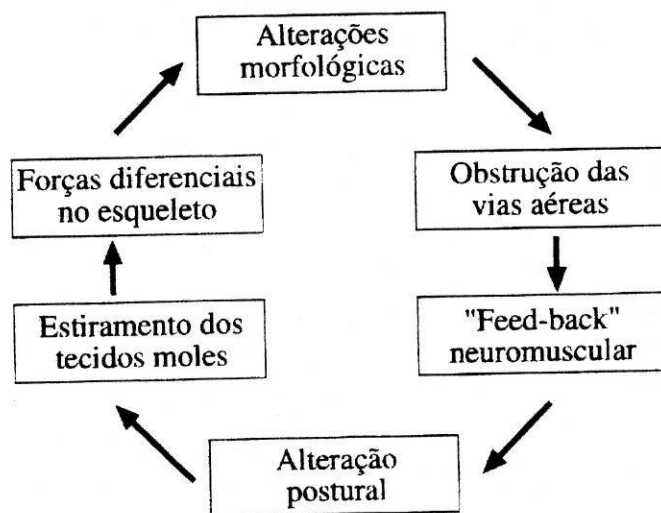 Alterações
morfológicas
Obstrução das
vias aéreas
"Feed-back"
neuromuscular
Alteração
postural
Estiramento dos
tecidos moles
Forças diferenciais
no esqueleto